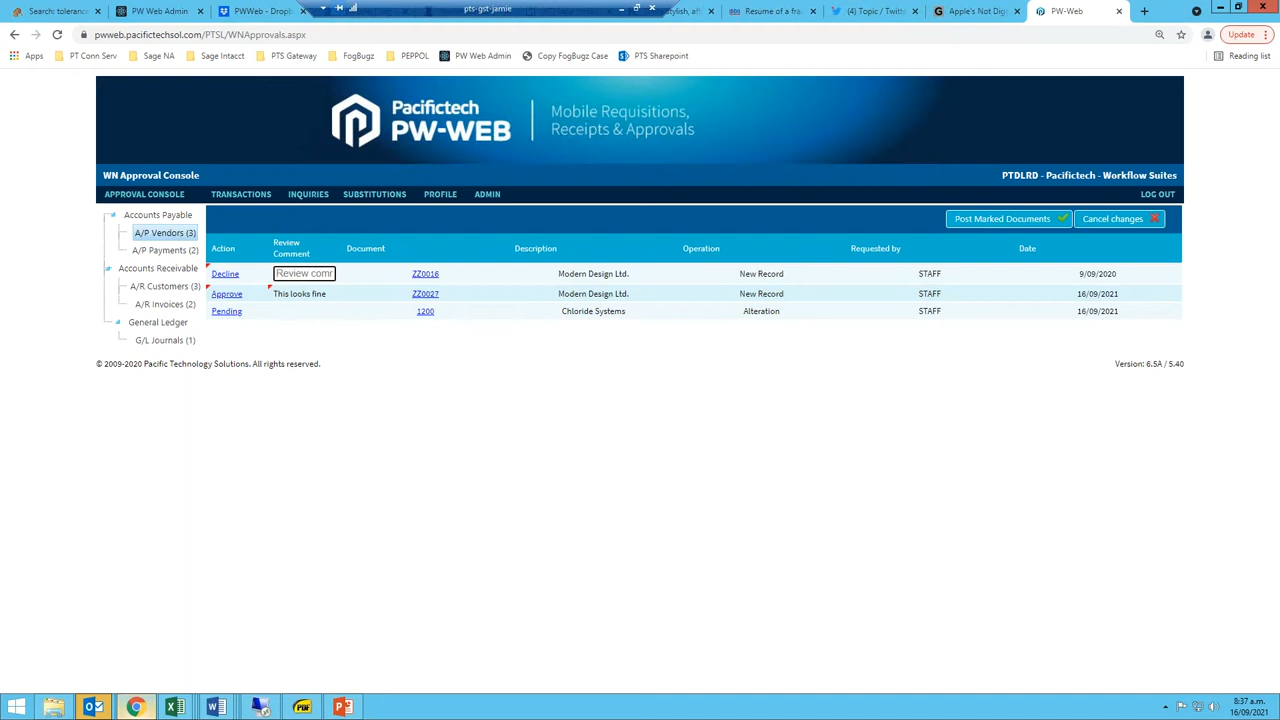 pts-gst-jamie
Search: toleranc
PW Web Admin
PWWeb - Dropb
Resume of a fra
(4) Topic / Twitte
Apple's Not Dig
PW-Web
pwweb.pacifictechsol.com/PTSL/WNApprovals.aspx
Update
Apps PT Conn Serv Sage NA Sage Intacct PTS Gateway FogBugz PEPPOL PW Web Admin Copy FogBugz Case PTS Sharepoint Reading list
Pacifictech
PW-WEB
Mobile Requisitions,
Receipts & Approvals
WN Approval Console PTDLRD - Pacifictech - Workflow Suites
APPROVAL CONSOLE TRANSACTIONS INQUIRIES SUBSTITUTIONS PROFILE ADMIN LOG OUT
Accounts Payable
A/P Vendors (3)
A/P Payments (2)
Accounts Receivable
A/R Customers (3)
A/R Invoices (2)
General Ledger
G/L Journals (1)
Post Marked Documents Cancel changes
Action Review Comment Document Description Operation Requested by Date
Decline Review comr ZZ0016 Modern Design Ltd. New Record STAFF 9/09/2020
Approve This looks fine ZZ0027 Modern Design Ltd. New Record STAFF 16/09/2021
Pending 1200 Chloride Systems Alteration STAFF 16/09/2021
© 2009-2020 Pacific Technology Solutions. All rights reserved. Version: 6.5A / 5.40
8:37 a.m.
16/09/2021